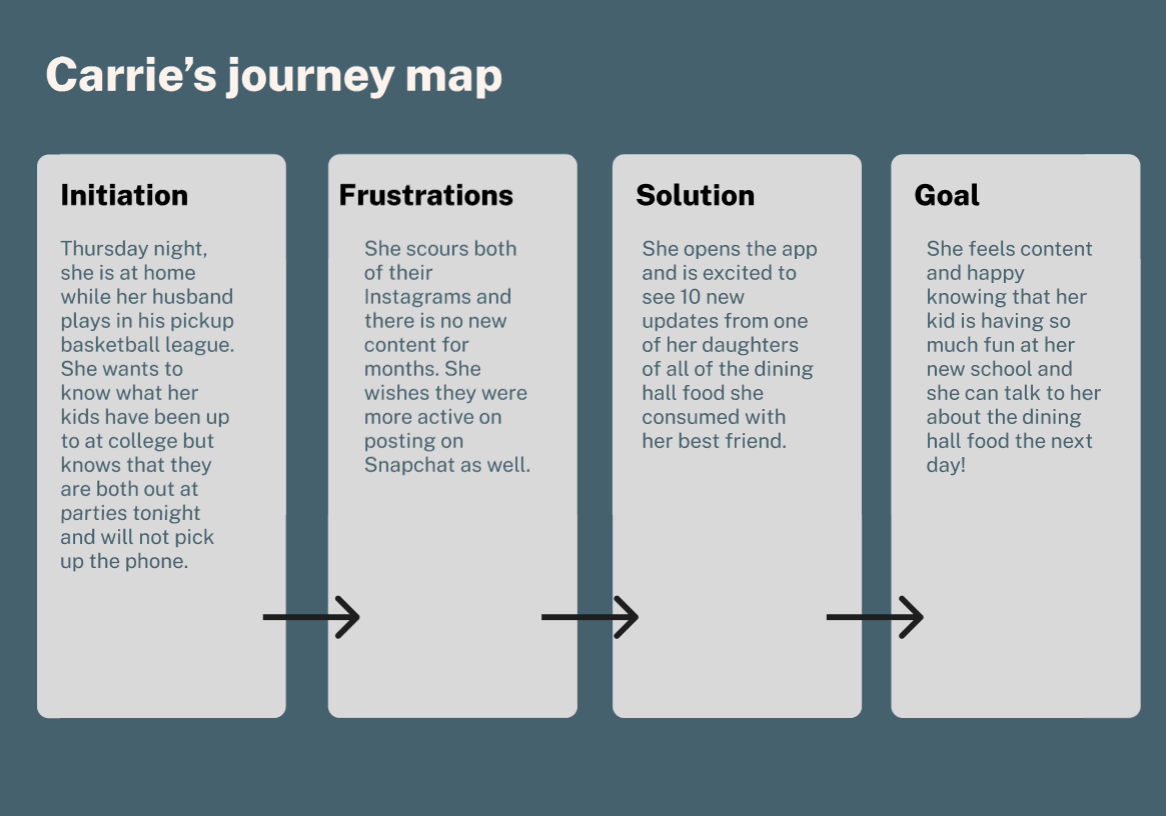 Carrie’s journey map
Initiation
Thursday night,
she is at home
while her husband
plays in his pickup
basketball league.
She wants to
know what her
kids have been up
to at college but
knows that they
are both out at
parties tonight
and will not pick
up the phone.
Frustrations
She scours both
of their
Instagrams and
there is no new
content for
months. She
wishes they were
more active on
posting on
Snapchat as well.
Solution
She opens the app
and is excited to
see 10 new
updates from one
of her daughters
of all of the dining
hall food she
consumed with
her best friend.
Goal
She feels content
and happy
knowing that her
kid is having so
much fun at her
new school and
she can talk to her
about the dining
hall food the next
day!